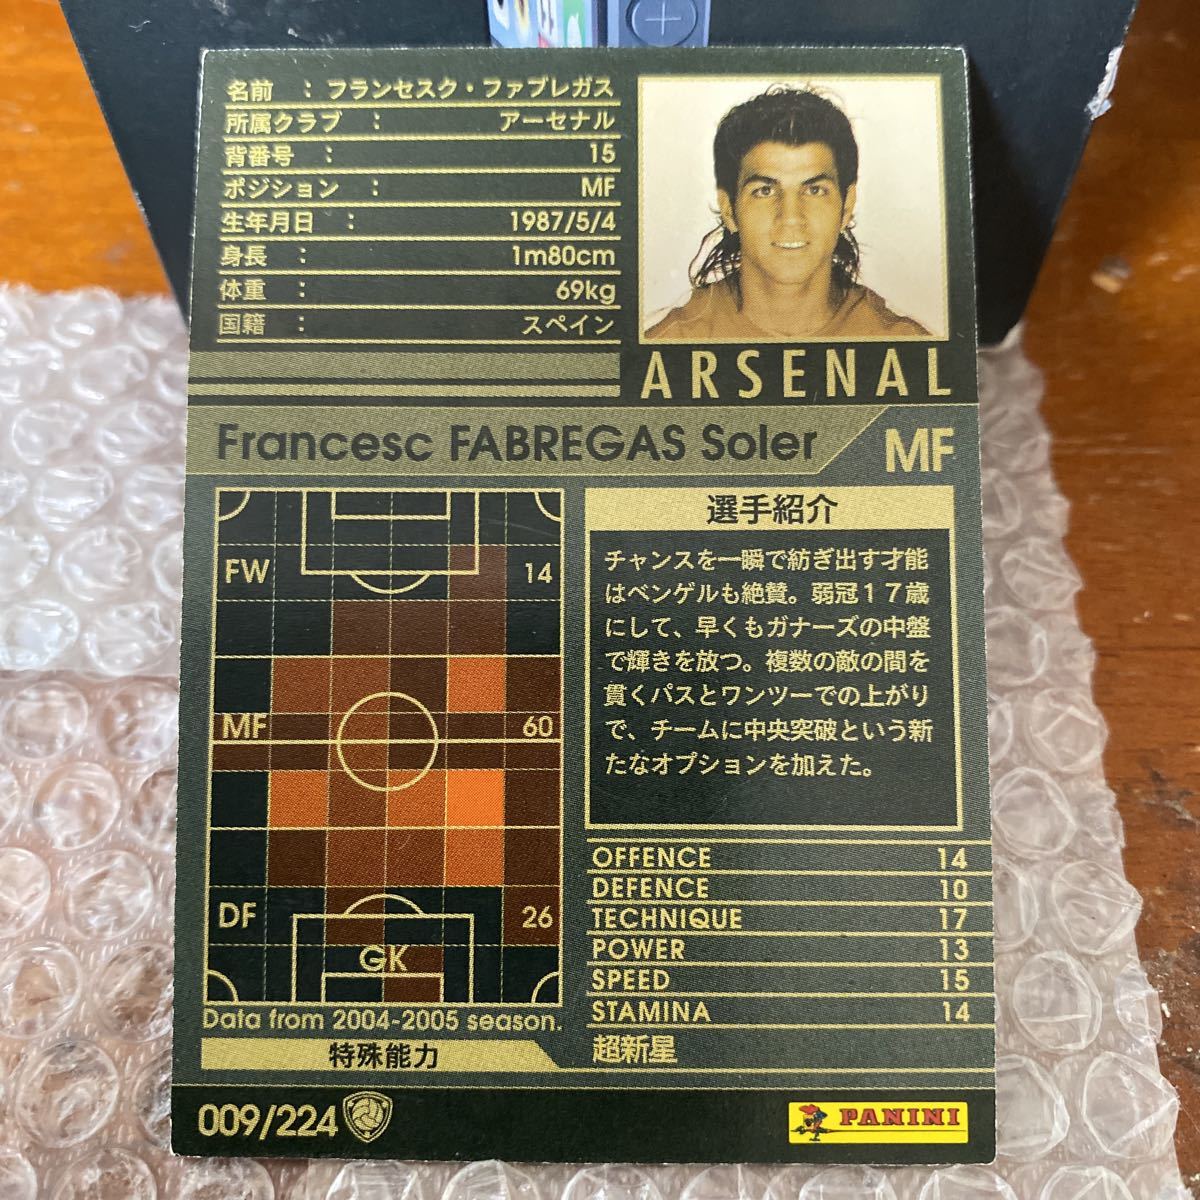 名前 : フランセスク・ファブレガス
所属クラブ : アーセナル
背番号 : 15
ポジション : MF
生年月日 : 1987/5/4
身長 : 1m80cm
体重 : 69kg
国籍 : スペイン
ARSENAL
Francesc FABREGAS Soler
MF
FW 14
MF 60
DF 26
GK
Data from 2004-2005 season.
選手紹介
チャンスを一瞬で紡ぎ出す才能
はベンゲルも絶賛。弱冠17歳
にして、早くもガナーズの中盤
で輝きを放つ。複数の敵の間を
貫くパスとワンツーでの上がり
で、チームに中央突破という新
たなオプションを加えた。
OFFENCE 14
DEFENCE 10
TECHNIQUE 17
POWER 13
SPEED 15
STAMINA 14
特殊能力 超新星
009/224
PANINI